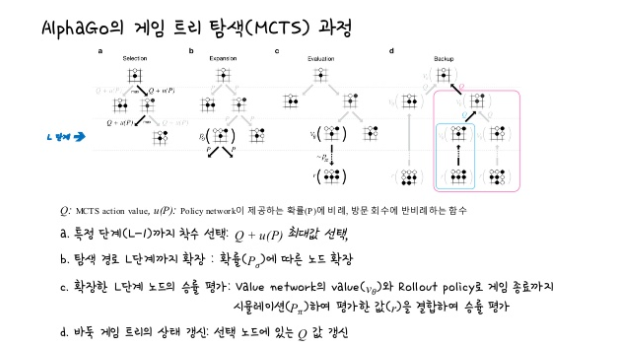 AlphaGo의 게임 트리 탐색(MCTS) 과정
a Selection b Expansion c Evaluation d Backup
Q + u(P) max Q + u(P)
Q + u(P) max Q + u(P)
L 단계
Q: MCTS action value, u(P): Policy network이 제공하는 확률(P)에 비례, 방문 회수에 반비례하는 함수
a. 특정 단계(L-1)까지 착수 선택: Q + u(P) 최대값 선택,
b. 탐색 경로 L단계까지 확장 : 확률(Pσ)에 따른 노드 확장
c. 확장한 L단계 노드의 승률 평가: Value network의 value(vθ)와 Rollout policy로 게임 종료까지
시뮬레이션(Pπ)하여 평가한 값(r)을 결합하여 승률 평가
d. 바둑 게임 트리의 상태 갱신: 선택 노드에 있는 Q 값 갱신